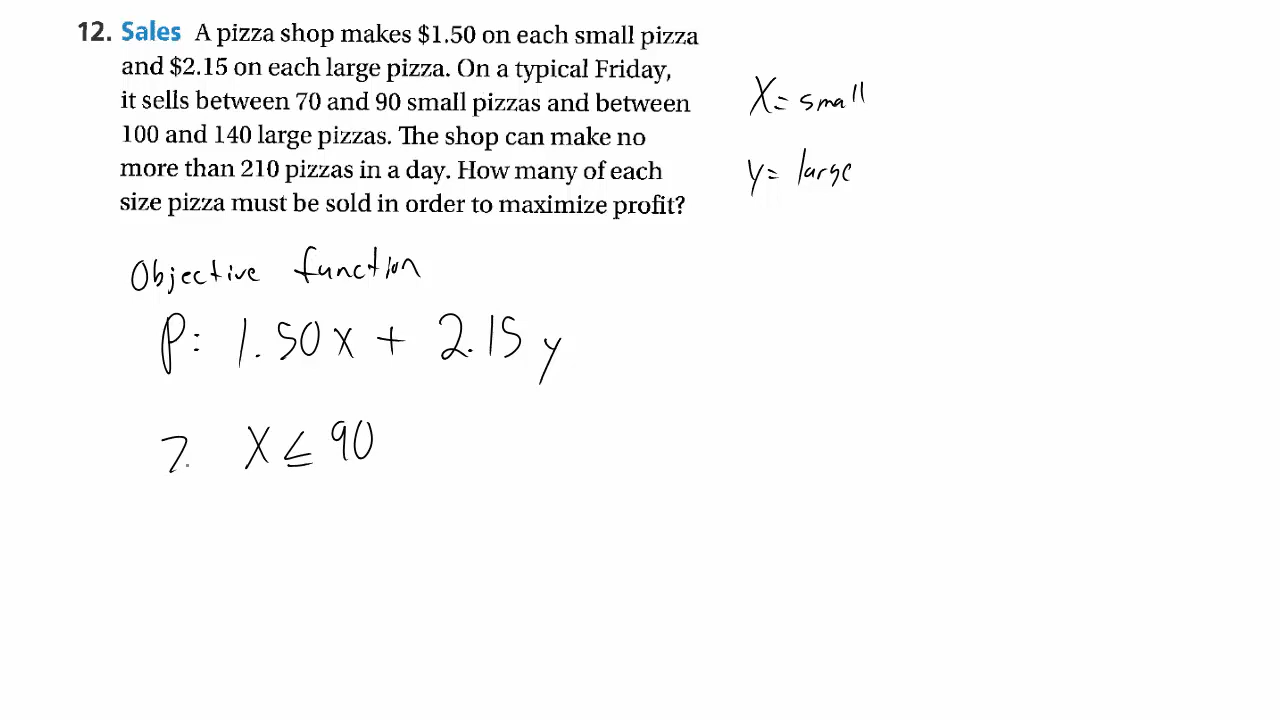 12. Sales A pizza shop makes $1.50 on each small pizza
and $2.15 on each large pizza. On a typical Friday,
it sells between 70 and 90 small pizzas and between
100 and 140 large pizzas. The shop can make no
more than 210 pizzas in a day. How many of each
size pizza must be sold in order to maximize profit?
X = small
y = large
Objective function
P: 1.50x + 2.15y
7. X ≤ 90